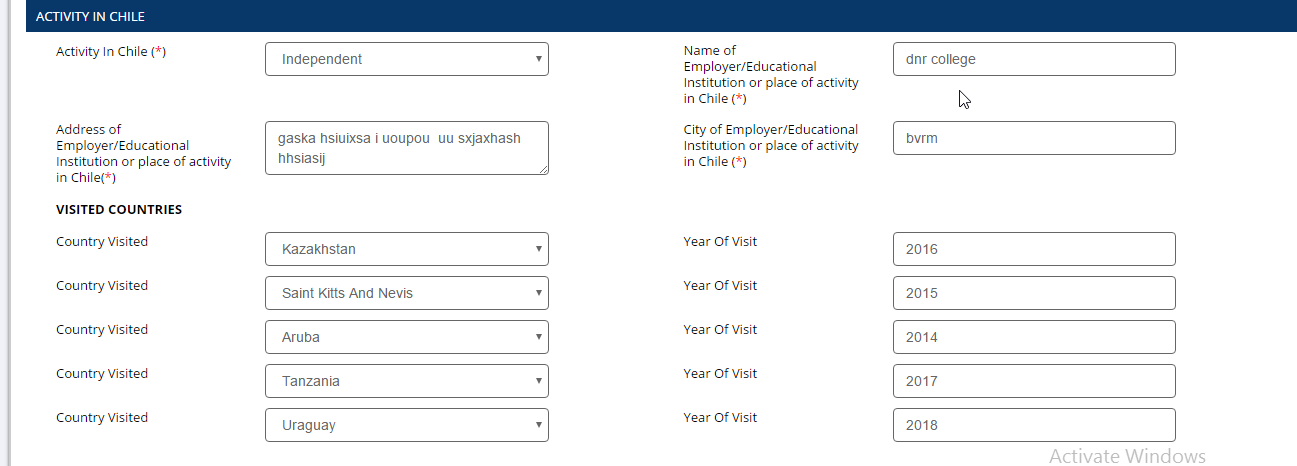 ACTIVITY IN CHILE
Activity In Chile (*)
Independent
Name of
Employer/Educational
Institution or place of activity
in Chile (*)
dnr college
Address of
Employer/Educational
Institution or place of activity
in Chile(*)
gaska hsiuixsa i uoupou  uu sxjaxhash
hhsiasij
City of Employer/Educational
Institution or place of activity
in Chile (*)
bvrm
VISITED COUNTRIES
Country Visited
Kazakhstan
Year Of Visit
2016
Country Visited
Saint Kitts And Nevis
Year Of Visit
2015
Country Visited
Aruba
Year Of Visit
2014
Country Visited
Tanzania
Year Of Visit
2017
Country Visited
Uraguay
Year Of Visit
2018
Activate Windows